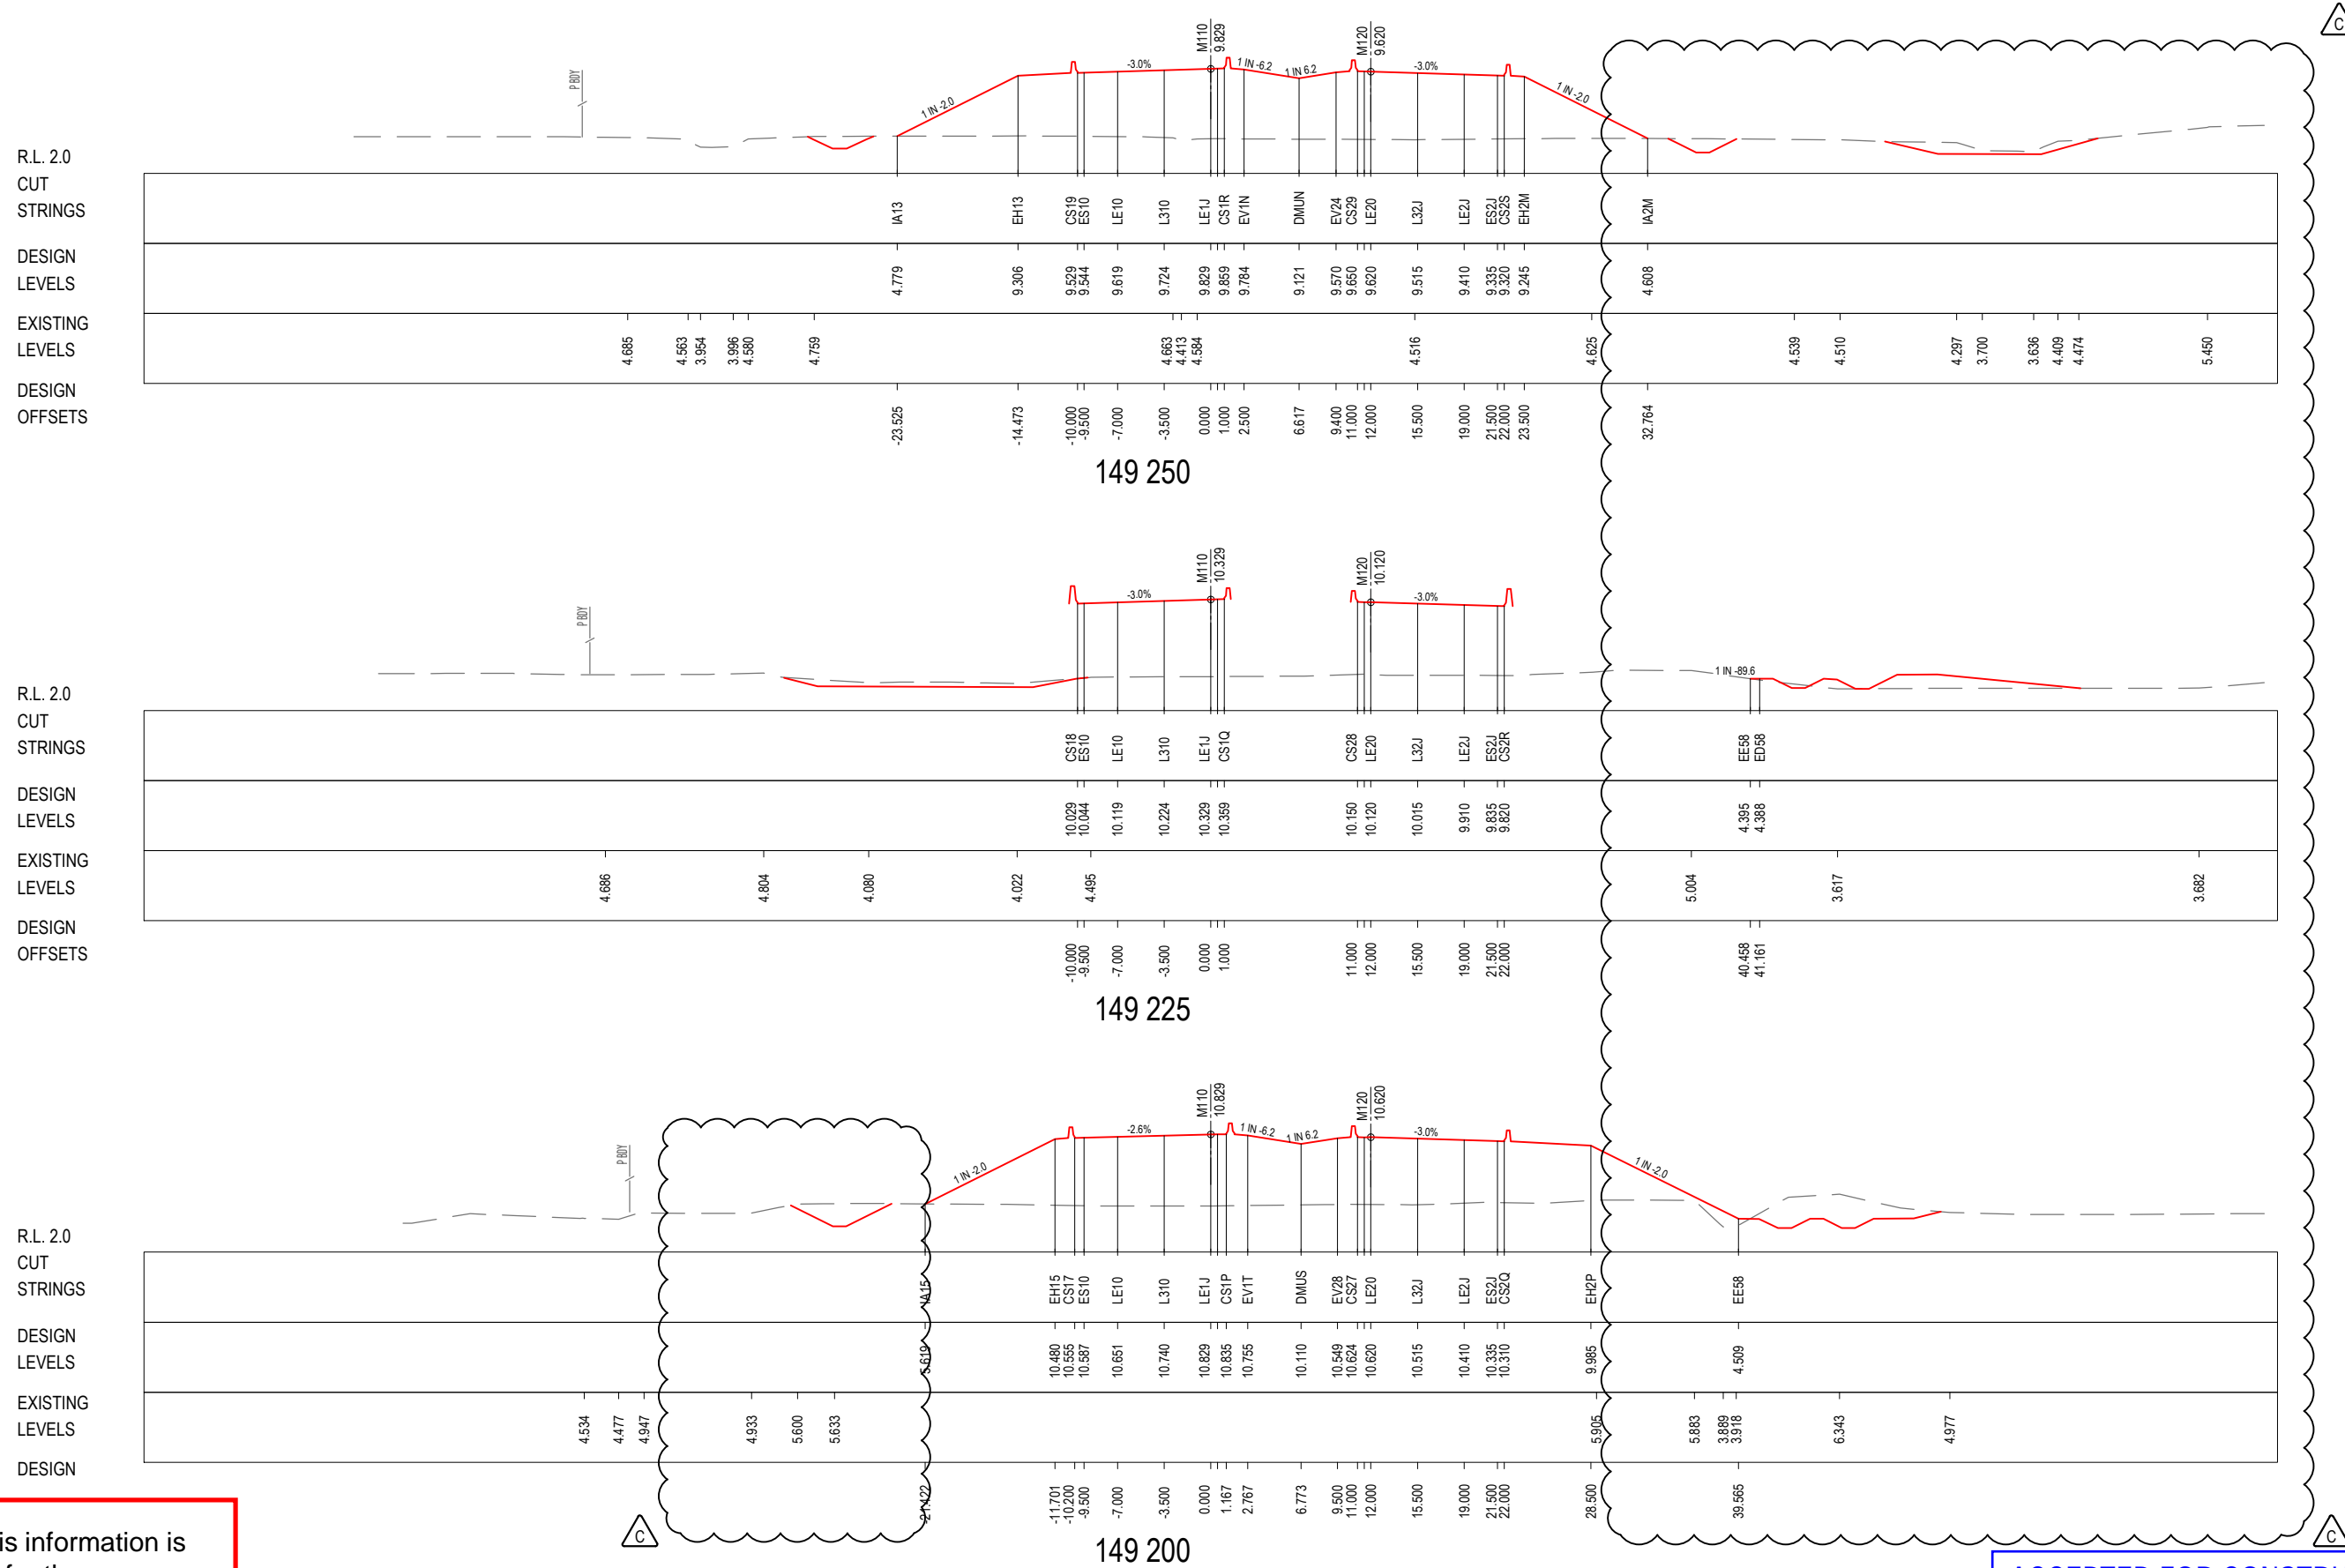 C
M110
9.829
M120
9.620
P BDY
1 IN -2.0
-3.0%
1 IN -6.2
1 IN 6.2
-3.0%
1 IN -2.0
R.L. 2.0
CUT
STRINGS
IA13 EH13 CS19 ES10 LE10 L310 LE1J CS1R EV1N DMUN EV24 CS29 LE20 L32J LE2J ES2J CS2S EH2M IA2M
DESIGN
LEVELS
4.779 9.306 9.529 9.544 9.619 9.724 9.829 9.859 9.784 9.121 9.570 9.650 9.620 9.515 9.410 9.335 9.320 9.245 4.608
EXISTING
LEVELS
4.685 4.563 3.954 3.996 4.580 4.759 4.663 4.413 4.584 4.516 4.625 4.539 4.510 4.297 3.700 3.636 4.409 4.474 5.450
DESIGN
OFFSETS
-23.525 -14.473 -10.000 -9.500 -7.000 -3.500 0.000 1.000 2.500 6.617 9.400 11.000 12.000 15.500 19.000 21.500 22.000 23.500 32.764
149 250
M110
10.329
M120
10.120
P BDY
-3.0%
-3.0%
1 IN -89.6
R.L. 2.0
CUT
STRINGS
CS18 ES10 LE10 L310 LE1J CS1Q CS28 LE20 L32J LE2J ES2J CS2R EE58 ED58
DESIGN
LEVELS
10.029 10.044 10.119 10.224 10.329 10.359 10.150 10.120 10.015 9.910 9.835 9.820 4.395 4.388
EXISTING
LEVELS
4.686 4.804 4.080 4.022 4.495 5.004 3.617 3.682
DESIGN
OFFSETS
-10.000 -9.500 -7.000 -3.500 0.000 1.000 11.000 12.000 15.500 19.000 21.500 22.000 40.458 41.161
149 225
M110
10.829
M120
10.620
P BDY
1 IN -2.0
-2.6%
1 IN -6.2
1 IN 6.2
-3.0%
1 IN -2.0
R.L. 2.0
CUT
STRINGS
IA15 EH15 CS17 ES10 LE10 L310 LE1J CS1P EV1T DMUS EV28 CS27 LE20 L32J LE2J ES2J CS2Q EH2P EE58
DESIGN
LEVELS
5.619 10.480 10.555 10.587 10.651 10.740 10.829 10.835 10.755 10.110 10.549 10.624 10.620 10.515 10.410 10.335 10.310 9.985 4.509
EXISTING
LEVELS
4.534 4.477 4.947 4.933 5.600 5.633 5.905 5.883 3.889 3.918 6.343 4.977
DESIGN
-21.422 -11.701 -10.200 -9.500 -7.000 -3.500 0.000 1.167 2.767 6.773 9.500 11.000 12.000 15.500 19.000 21.500 22.000 28.500 39.565
149 200
C
C
is information is